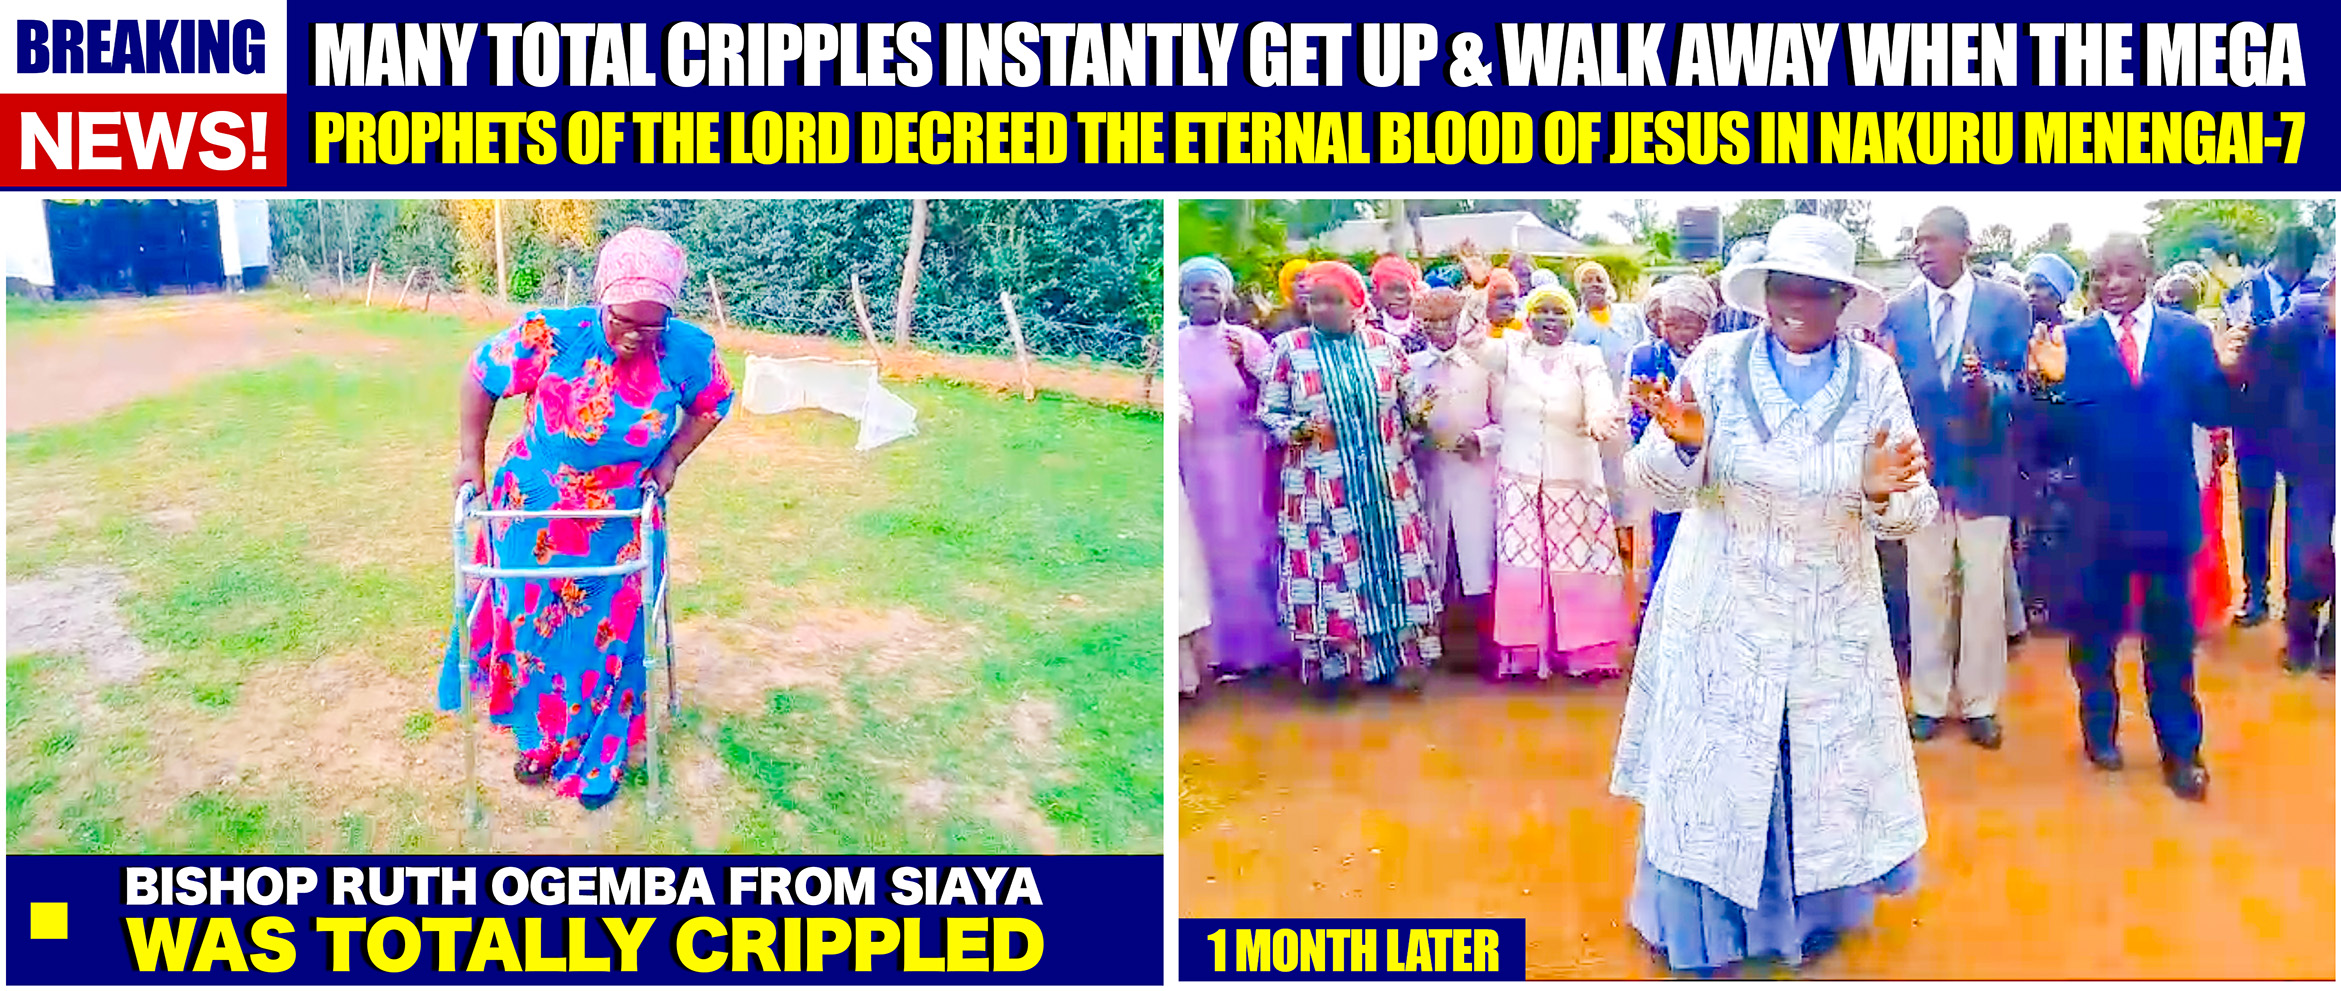 BREAKING
NEWS!
MANY TOTAL CRIPPLES INSTANTLY GET UP & WALK AWAY WHEN THE MEGA
PROPHETS OF THE LORD DECREED THE ETERNAL BLOOD OF JESUS IN NAKURU MENENGAI-7
BISHOP RUTH OGEMBA FROM SIAYA
WAS TOTALLY CRIPPLED
1 MONTH LATER